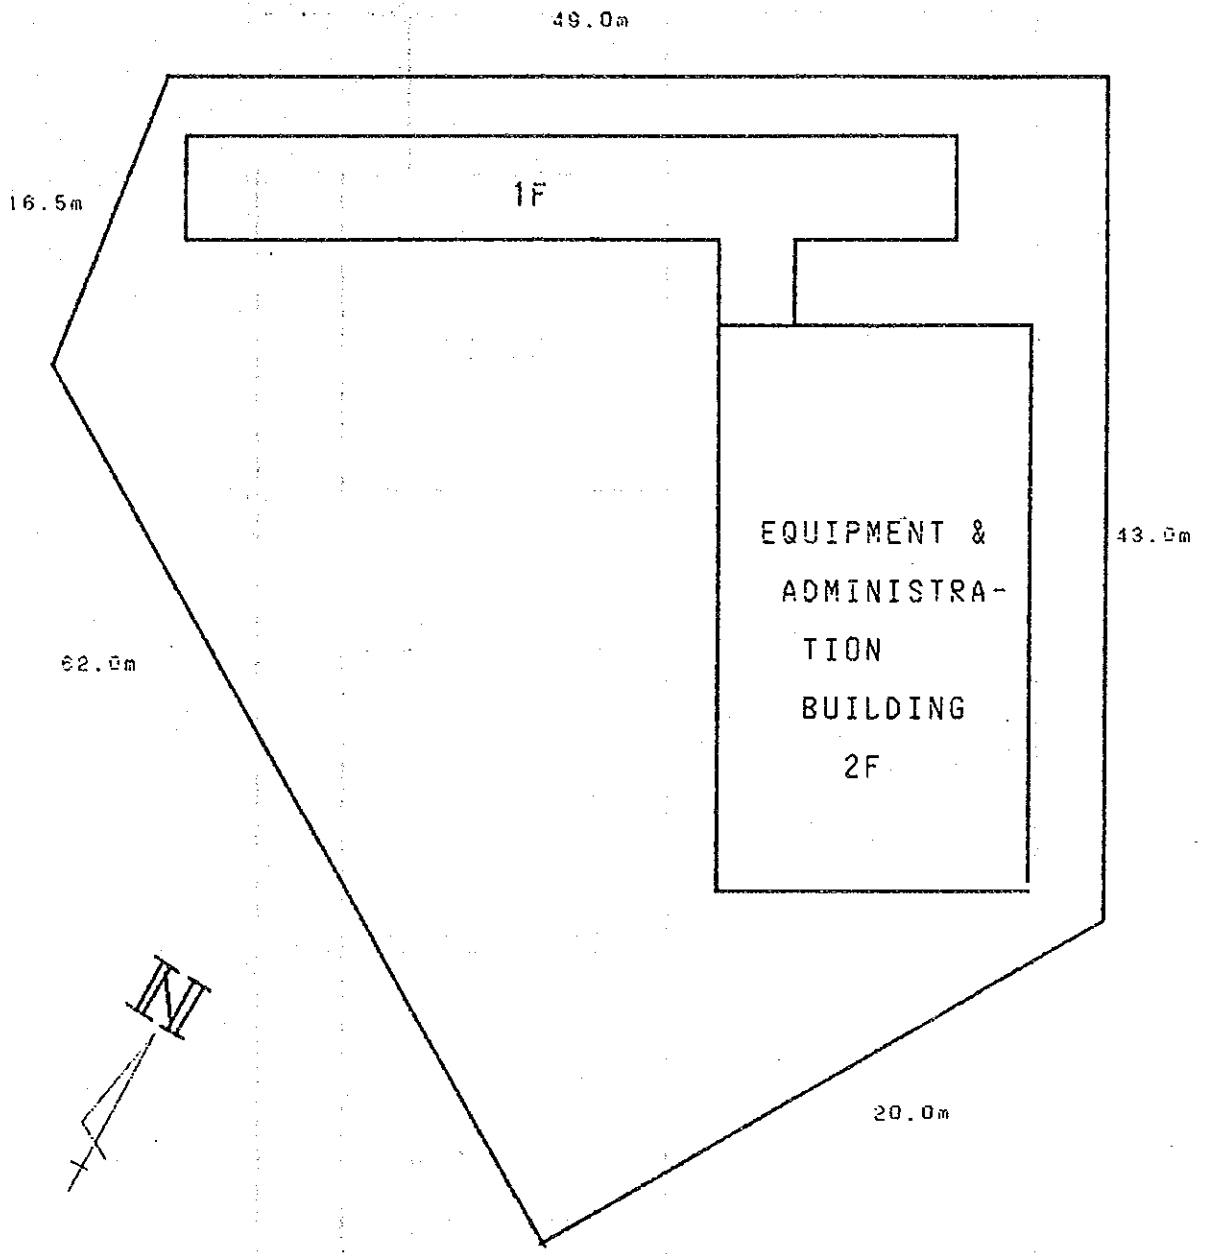 49.0m
16.5m
1F
EQUIPMENT &
ADMINISTRA-
TION
BUILDING
2F
43.0m
62.0m
20.0m
N